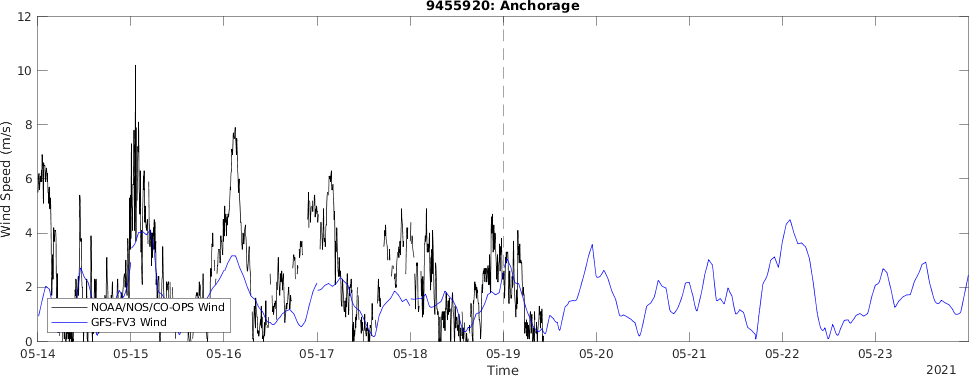 9455920: Anchorage
12
10
8
6
4
2
0
Wind Speed (m/s)
NOAA/NOS/CO-OPS Wind
GFS-FV3 Wind
05-14 05-15 05-16 05-17 05-18 05-19 05-20 05-21 05-22 05-23
Time
2021